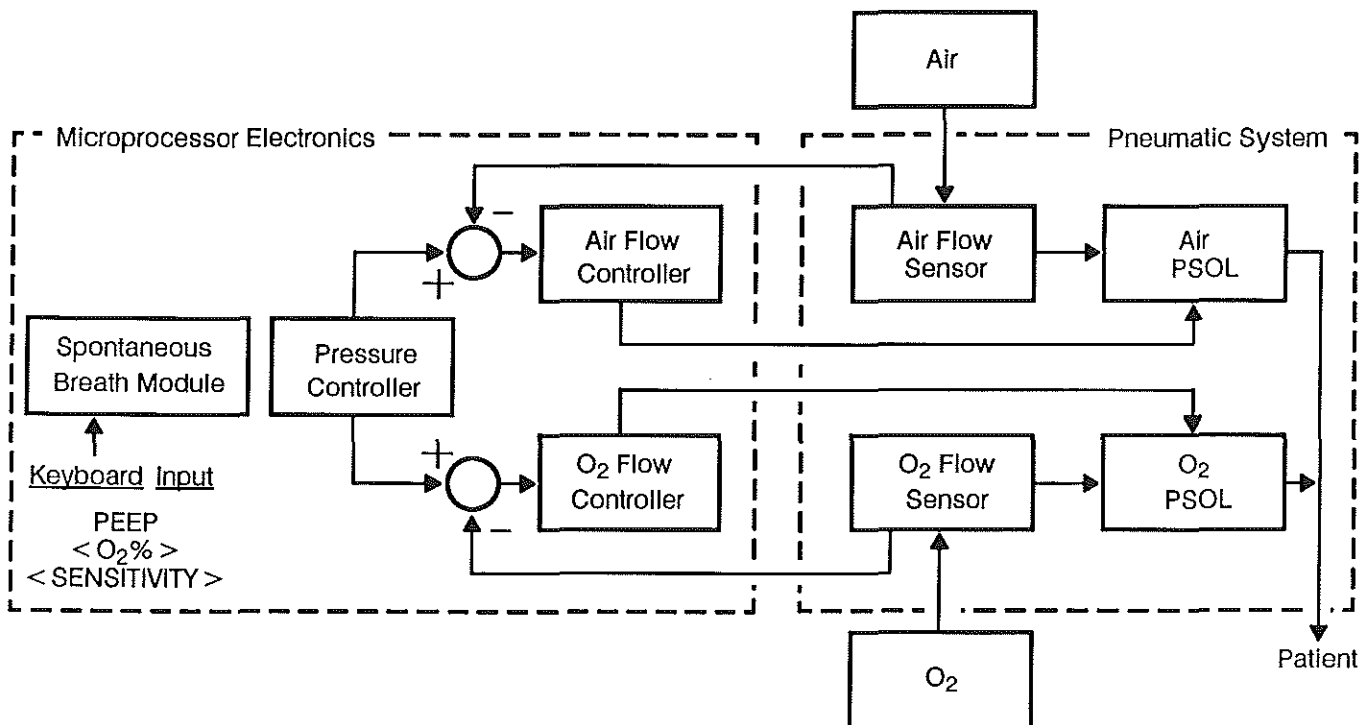 Air
Microprocessor Electronics
Pneumatic System
−
Air Flow
Controller
Air Flow
Sensor
Air
PSOL
+
Spontaneous
Breath Module
Pressure
Controller
+
O₂ Flow
Controller
O₂ Flow
Sensor
O₂
PSOL
−
Keyboard Input
PEEP
< O₂% >
< SENSITIVITY >
Patient
O₂